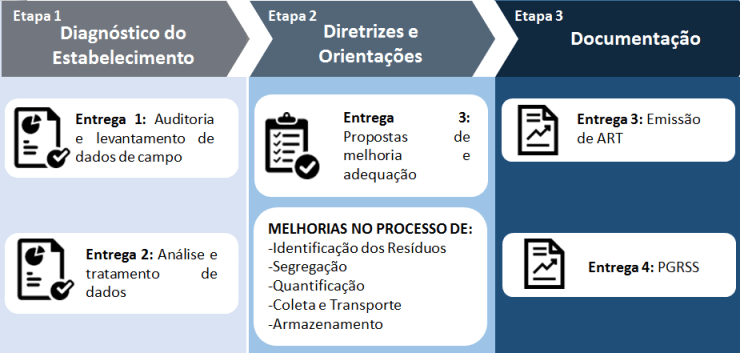 Etapa 1
Diagnóstico do
Estabelecimento
Entrega 1: Auditoria
e levantamento de
dados de campo
Entrega 2: Análise e
tratamento de
dados
Etapa 2
Diretrizes e
Orientações
Entrega 3:
Propostas de
melhoria e
adequação
MELHORIAS NO PROCESSO DE:
-Identificação dos Resíduos
-Segregação
-Quantificação
-Coleta e Transporte
-Armazenamento
Etapa 3
Documentação
Entrega 3: Emissão
de ART
Entrega 4: PGRSS